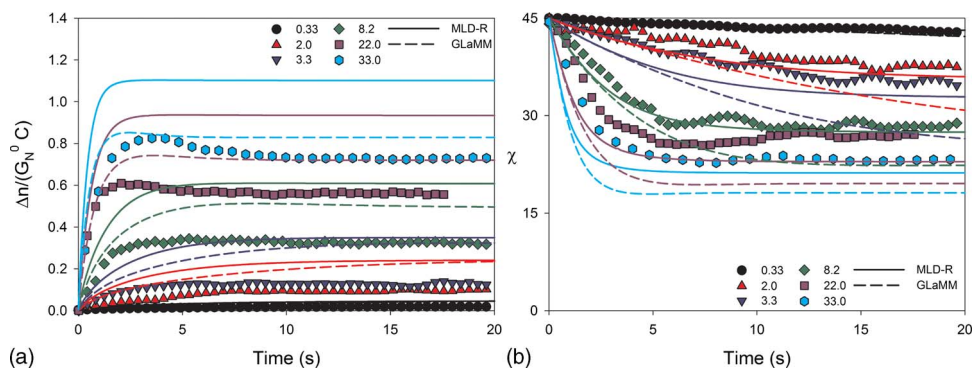 0.33 8.2 MLD-R
2.0 22.0 GLaMM
3.3 33.0
1.4
1.2
1.0
0.8
0.6
0.4
0.2
0.0
Δn/(G_N^0 C)
0 5 10 15 20
Time (s)
(a)
45
30
15
0
χ
0.33 8.2 MLD-R
2.0 22.0 GLaMM
3.3 33.0
0 5 10 15 20
Time (s)
(b)